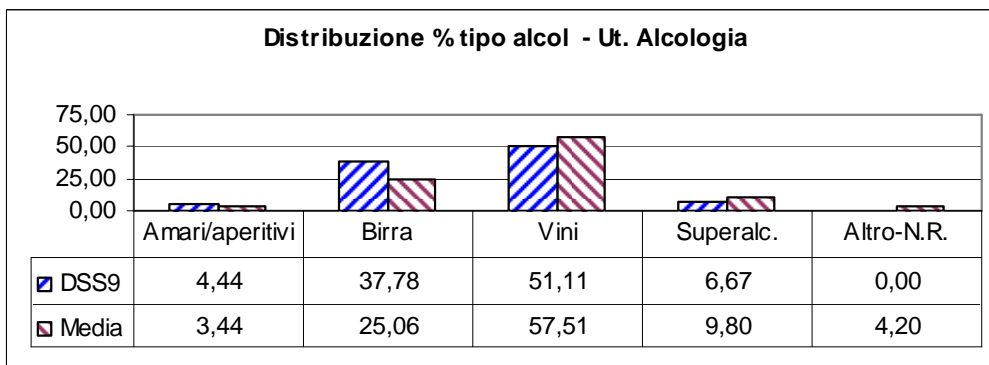 Distribuzione % tipo alcol - Ut. Alcologia
75,00
50,00
25,00
0,00
Amari/aperitivi Birra Vini Superalc. Altro-N.R.
DSS9 4,44 37,78 51,11 6,67 0,00
Media 3,44 25,06 57,51 9,80 4,20